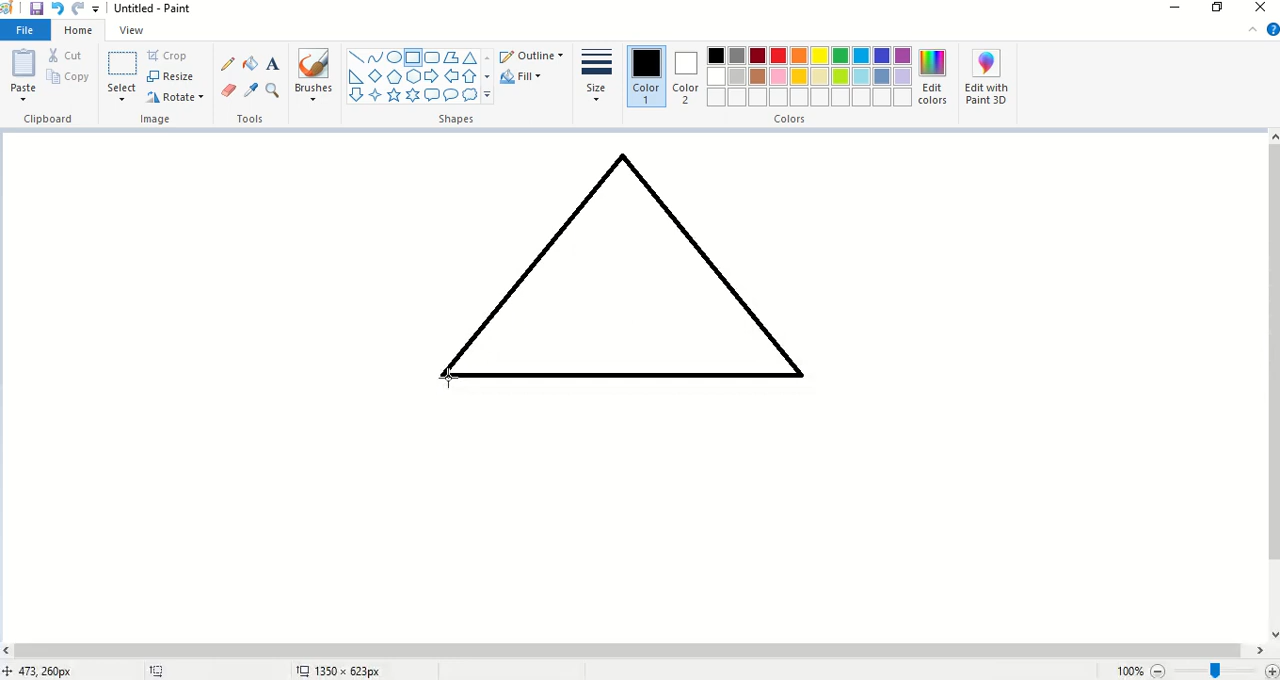 Untitled - Paint
File Home View
Paste
Cut
Copy
Clipboard
Select
Crop
Resize
Rotate
Image
A
Tools
Brushes
Shapes
Outline
Fill
Size
Color 1
Color 2
Colors
Edit colors
Edit with Paint 3D
473, 260px
1350 × 623px
100%